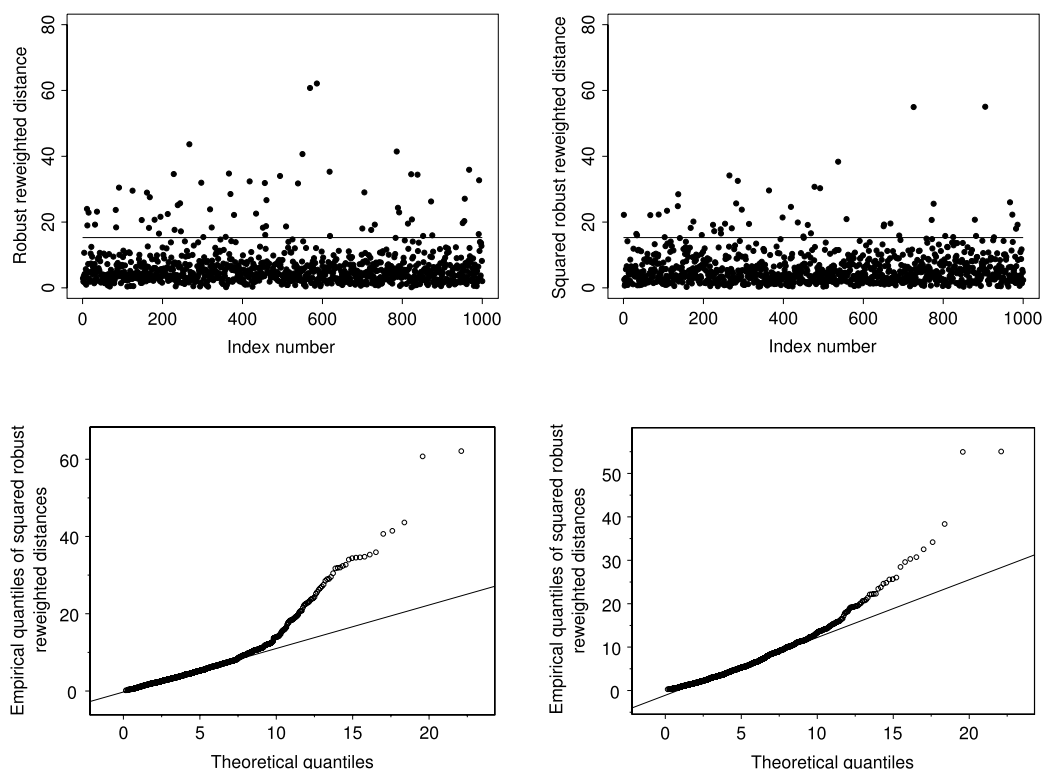 Robust reweighted distance
80
60
40
20
0
0 200 400 600 800 1000
Index number
Squared robust reweighted distance
80
60
40
20
0
0 200 400 600 800 1000
Index number
Empirical quantiles of squared robust
reweighted distances
60
40
20
0
0 5 10 15 20
Theoretical quantiles
Empirical quantiles of squared robust
reweighted distances
50
40
30
20
10
0
0 5 10 15 20
Theoretical quantiles